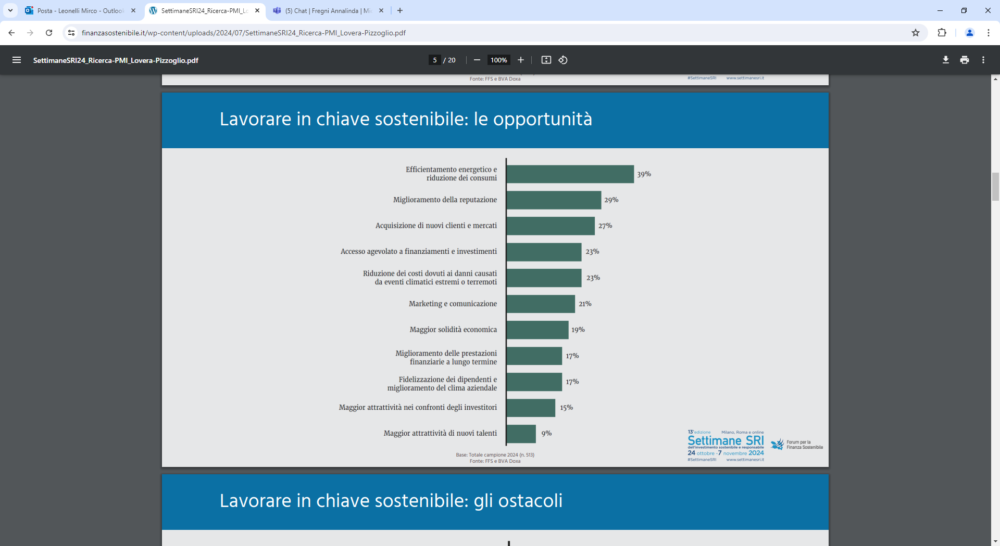 Posta - Leonelli Mirco - Outlook
SettimaneSRI24_Ricerca-PMI_Lo
(5) Chat | Fregni Annalinda | Mi
finanzasostenibile.it/wp-content/uploads/2024/07/SettimaneSRI24_Ricerca-PMI_Lovera-Pizzoglio.pdf
SettimaneSRI24_Ricerca-PMI_Lovera-Pizzoglio.pdf
5 / 20
100%
Fonte: FFS e BVA Doxa
#SettimaneSRI www.settimanesri.it
Lavorare in chiave sostenibile: le opportunità
Efficientamento energetico e
riduzione dei consumi
39%
Miglioramento della reputazione
29%
Acquisizione di nuovi clienti e mercati
27%
Accesso agevolato a finanziamenti e investimenti
23%
Riduzione dei costi dovuti ai danni causati
da eventi climatici estremi o terremoti
23%
Marketing e comunicazione
21%
Maggior solidità economica
19%
Miglioramento delle prestazioni
finanziarie a lungo termine
17%
Fidelizzazione dei dipendenti e
miglioramento del clima aziendale
17%
Maggior attrattività nei confronti degli investitori
15%
Maggior attrattività di nuovi talenti
9%
Base: Totale campione 2024 (n. 513)
Fonte: FFS e BVA Doxa
13ª edizione Milano, Roma e online
Settimane SRI
dell'investimento sostenibile e responsabile
24 ottobre - 7 novembre 2024
#SettimaneSRI www.settimanesri.it
Forum per la
Finanza Sostenibile
Lavorare in chiave sostenibile: gli ostacoli